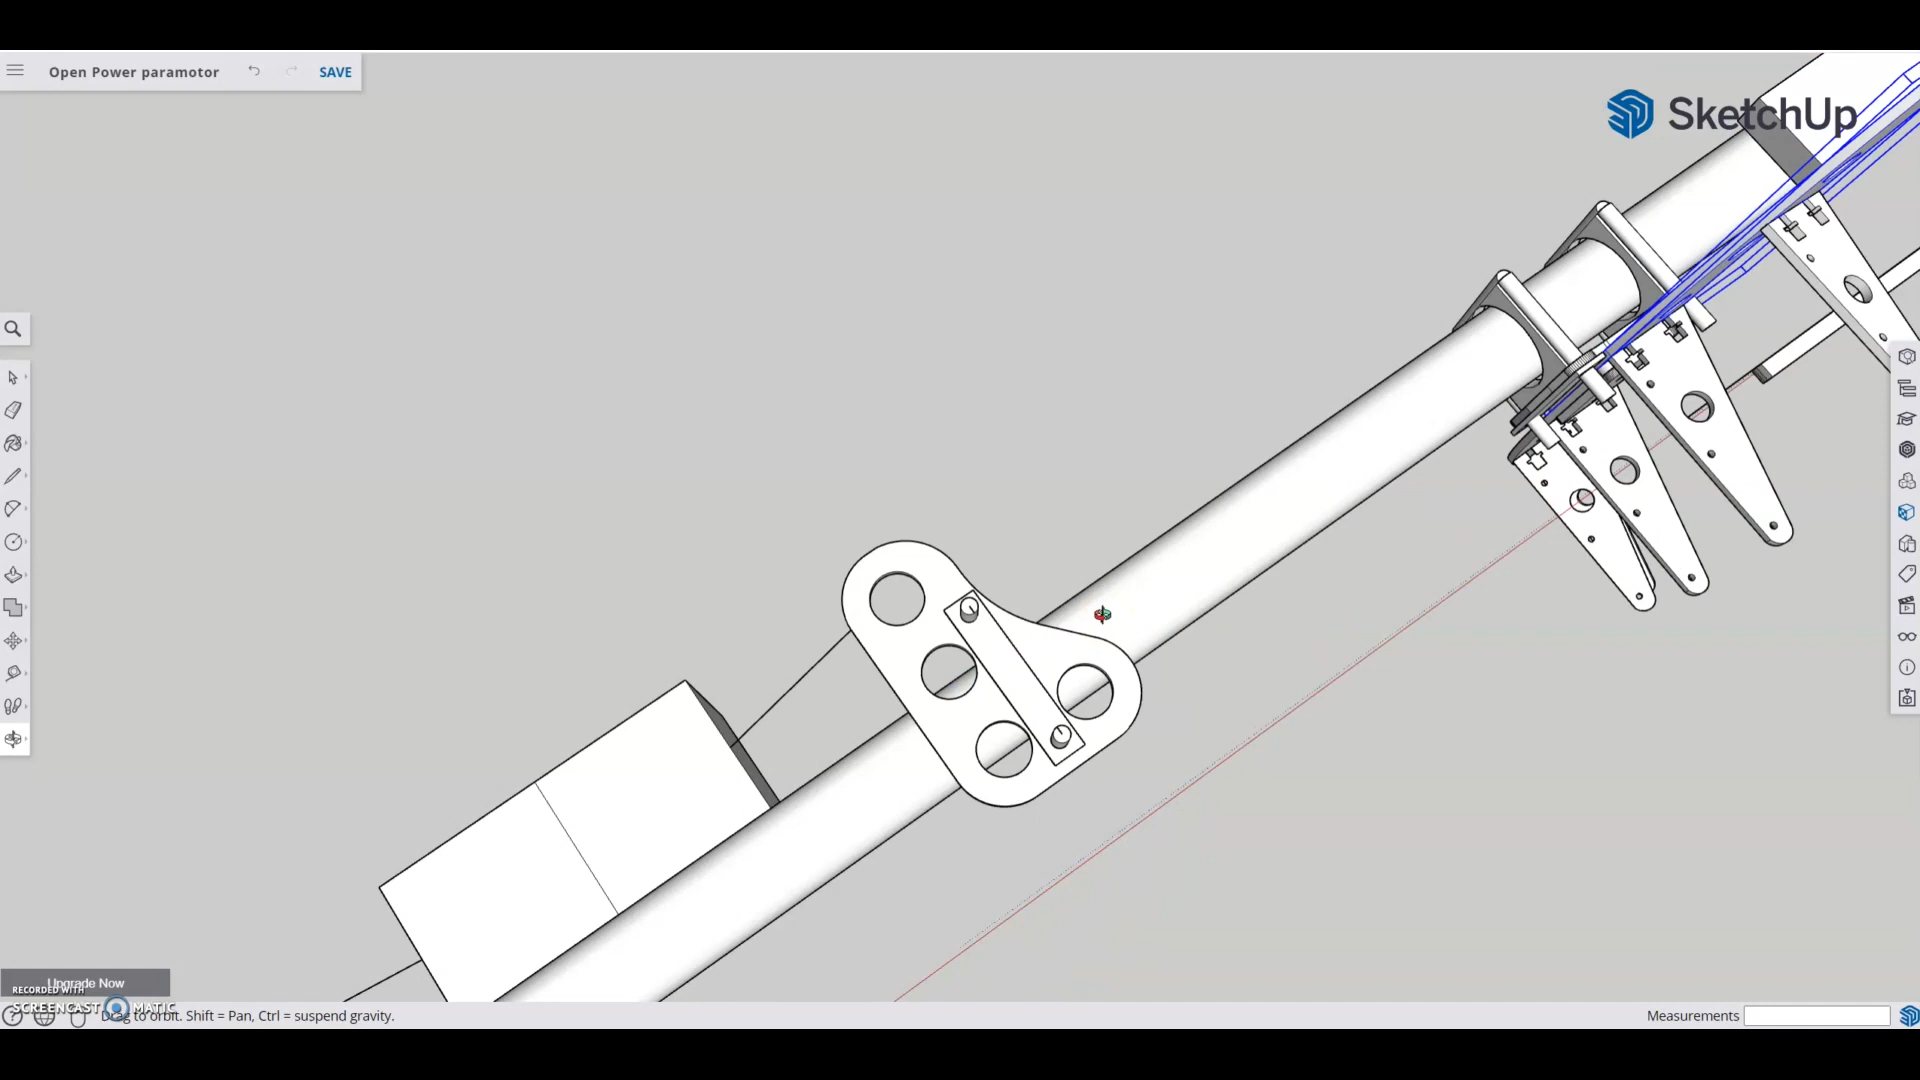 Open Power paramotor SAVE
SketchUp
Upgrade Now
RECORDED WITH
SCREENCAST MATIC
Drag to orbit. Shift = Pan, Ctrl = suspend gravity.
Measurements